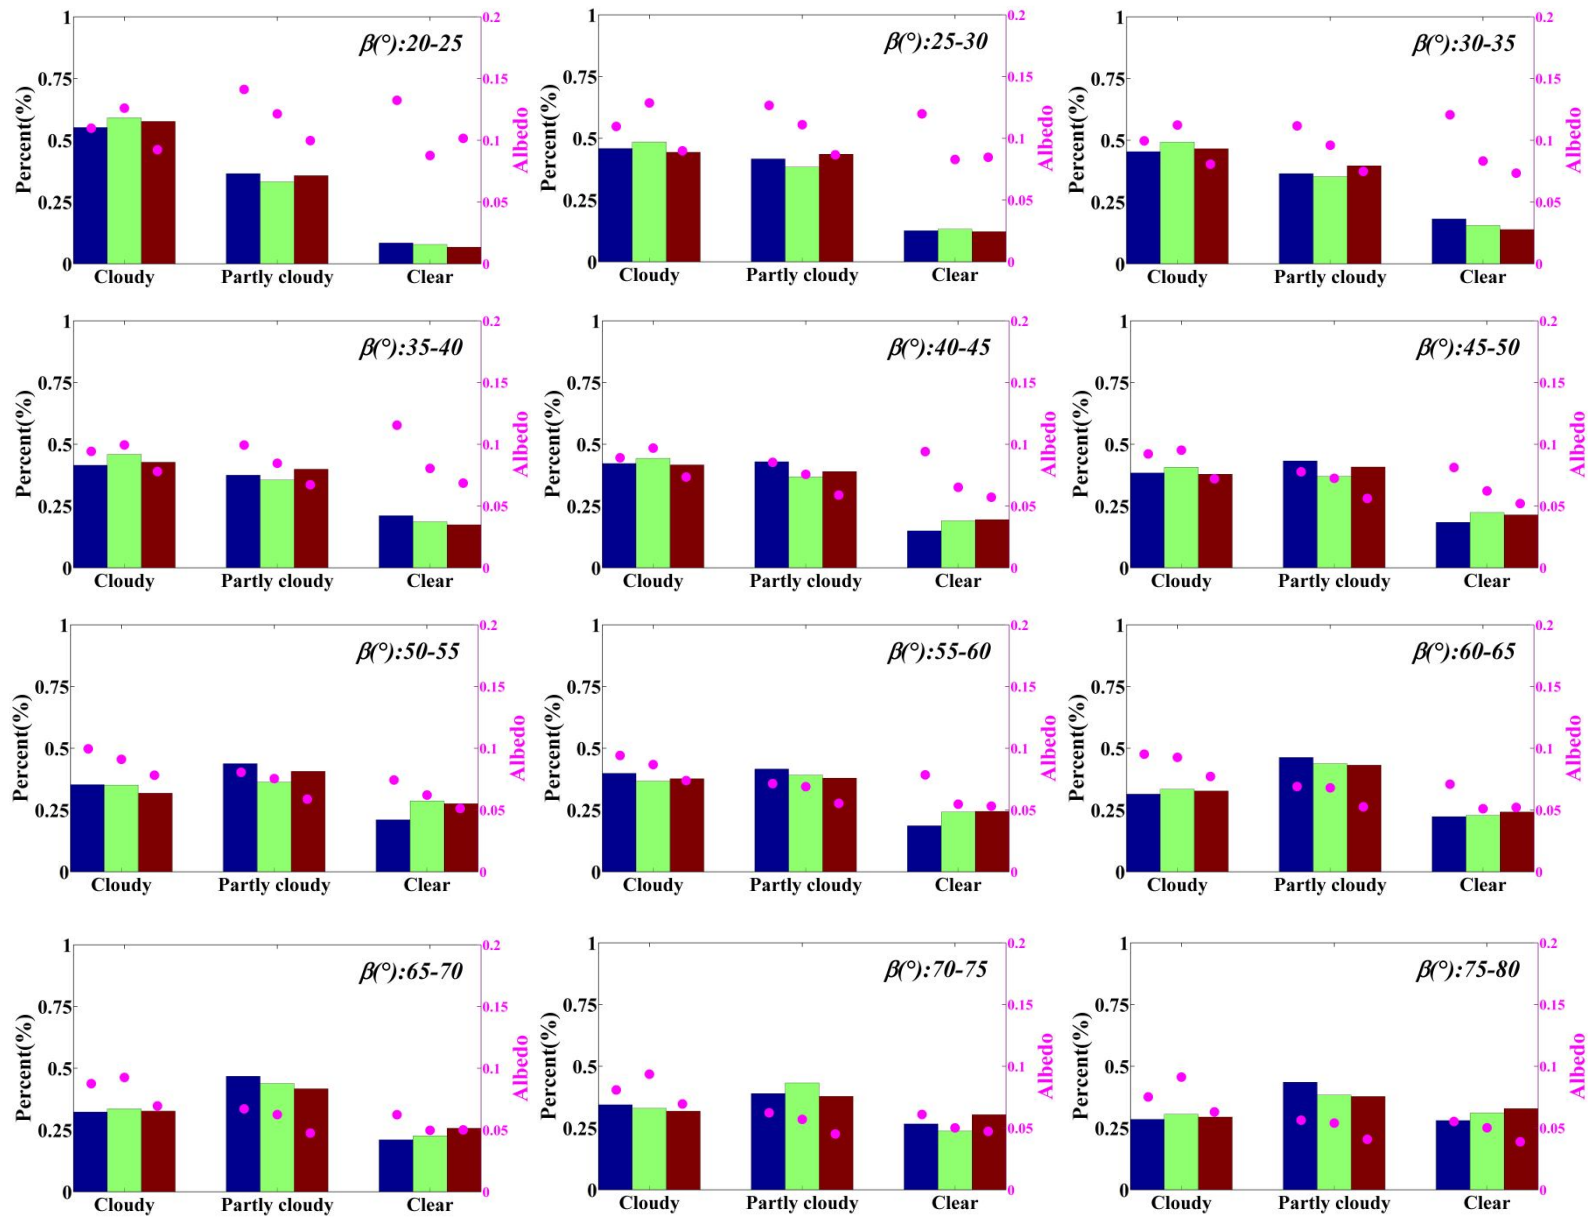 β(°):20-25
1
0.75
0.5
0.25
0
Percent(%)
Cloudy Partly cloudy Clear
0.2
0.15
0.1
0.05
0
Albedo
β(°):25-30
1
0.75
0.5
0.25
0
Percent(%)
Cloudy Partly cloudy Clear
0.2
0.15
0.1
0.05
0
Albedo
β(°):30-35
1
0.75
0.5
0.25
0
Percent(%)
Cloudy Partly cloudy Clear
0.2
0.15
0.1
0.05
0
Albedo
β(°):35-40
1
0.75
0.5
0.25
0
Percent(%)
Cloudy Partly cloudy Clear
0.2
0.15
0.1
0.05
0
Albedo
β(°):40-45
1
0.75
0.5
0.25
0
Percent(%)
Cloudy Partly cloudy Clear
0.2
0.15
0.1
0.05
0
Albedo
β(°):45-50
1
0.75
0.5
0.25
0
Percent(%)
Cloudy Partly cloudy Clear
0.2
0.15
0.1
0.05
0
Albedo
β(°):50-55
1
0.75
0.5
0.25
0
Percent(%)
Cloudy Partly cloudy Clear
0.2
0.15
0.1
0.05
0
Albedo
β(°):55-60
1
0.75
0.5
0.25
0
Percent(%)
Cloudy Partly cloudy Clear
0.2
0.15
0.1
0.05
0
Albedo
β(°):60-65
1
0.75
0.5
0.25
0
Percent(%)
Cloudy Partly cloudy Clear
0.2
0.15
0.1
0.05
0
Albedo
β(°):65-70
1
0.75
0.5
0.25
0
Percent(%)
Cloudy Partly cloudy Clear
0.2
0.15
0.1
0.05
0
Albedo
β(°):70-75
1
0.75
0.5
0.25
0
Percent(%)
Cloudy Partly cloudy Clear
0.2
0.15
0.1
0.05
0
Albedo
β(°):75-80
1
0.75
0.5
0.25
0
Percent(%)
Cloudy Partly cloudy Clear
0.2
0.15
0.1
0.05
0
Albedo